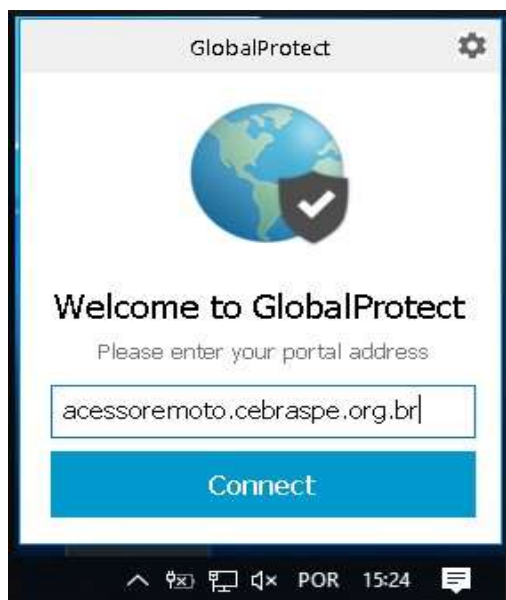 GlobalProtect
Welcome to GlobalProtect
Please enter your portal address
acessoremoto.cebraspe.org.br
Connect
POR 15:24